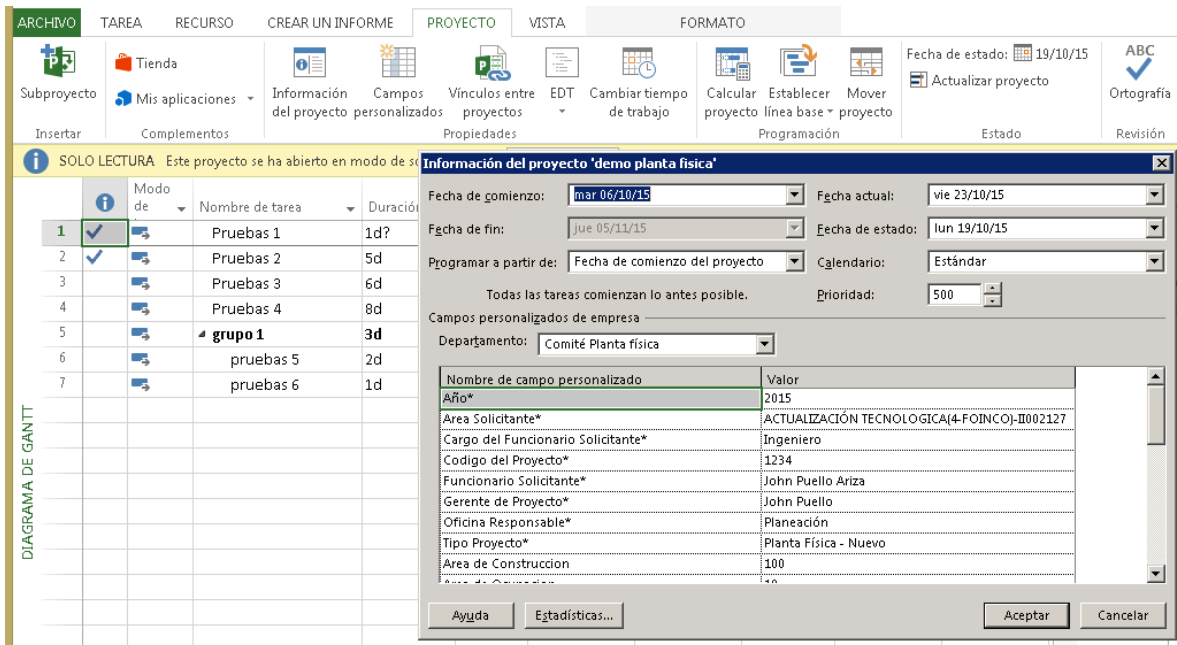 ARCHIVO TAREA RECURSO CREAR UN INFORME PROYECTO VISTA FORMATO
Subproyecto
Tienda
Mis aplicaciones
Información del proyecto
Campos personalizados
Vínculos entre proyectos
EDT
Cambiar tiempo de trabajo
Calcular proyecto
Establecer línea base
Mover proyecto
Fecha de estado: 19/10/15
Actualizar proyecto
ABC
Ortografía
Insertar Complementos Propiedades Programación Estado Revisión
SOLO LECTURA Este proyecto se ha abierto en modo de
Modo de Nombre de tarea Duración
1 Pruebas 1 1d?
2 Pruebas 2 5d
3 Pruebas 3 6d
4 Pruebas 4 8d
5 grupo 1 3d
6 pruebas 5 2d
7 pruebas 6 1d
DIAGRAMA DE GANTT
Información del proyecto 'demo planta fisica'
Fecha de comienzo: mar 06/10/15 Fecha actual: vie 23/10/15
Fecha de fin: jue 05/11/15 Fecha de estado: lun 19/10/15
Programar a partir de: Fecha de comienzo del proyecto Calendario: Estándar
Todas las tareas comienzan lo antes posible. Prioridad: 500
Campos personalizados de empresa
Departamento: Comité Planta física
Nombre de campo personalizado Valor
Año* 2015
Area Solicitante* ACTUALIZACIÓN TECNOLOGICA(4-FOINCO)-II002127
Cargo del Funcionario Solicitante* Ingeniero
Codigo del Proyecto* 1234
Funcionario Solicitante* John Puello Ariza
Gerente de Proyecto* John Puello
Oficina Responsable* Planeación
Tipo Proyecto* Planta Física - Nuevo
Area de Construccion 100
Ayuda Estadísticas... Aceptar Cancelar